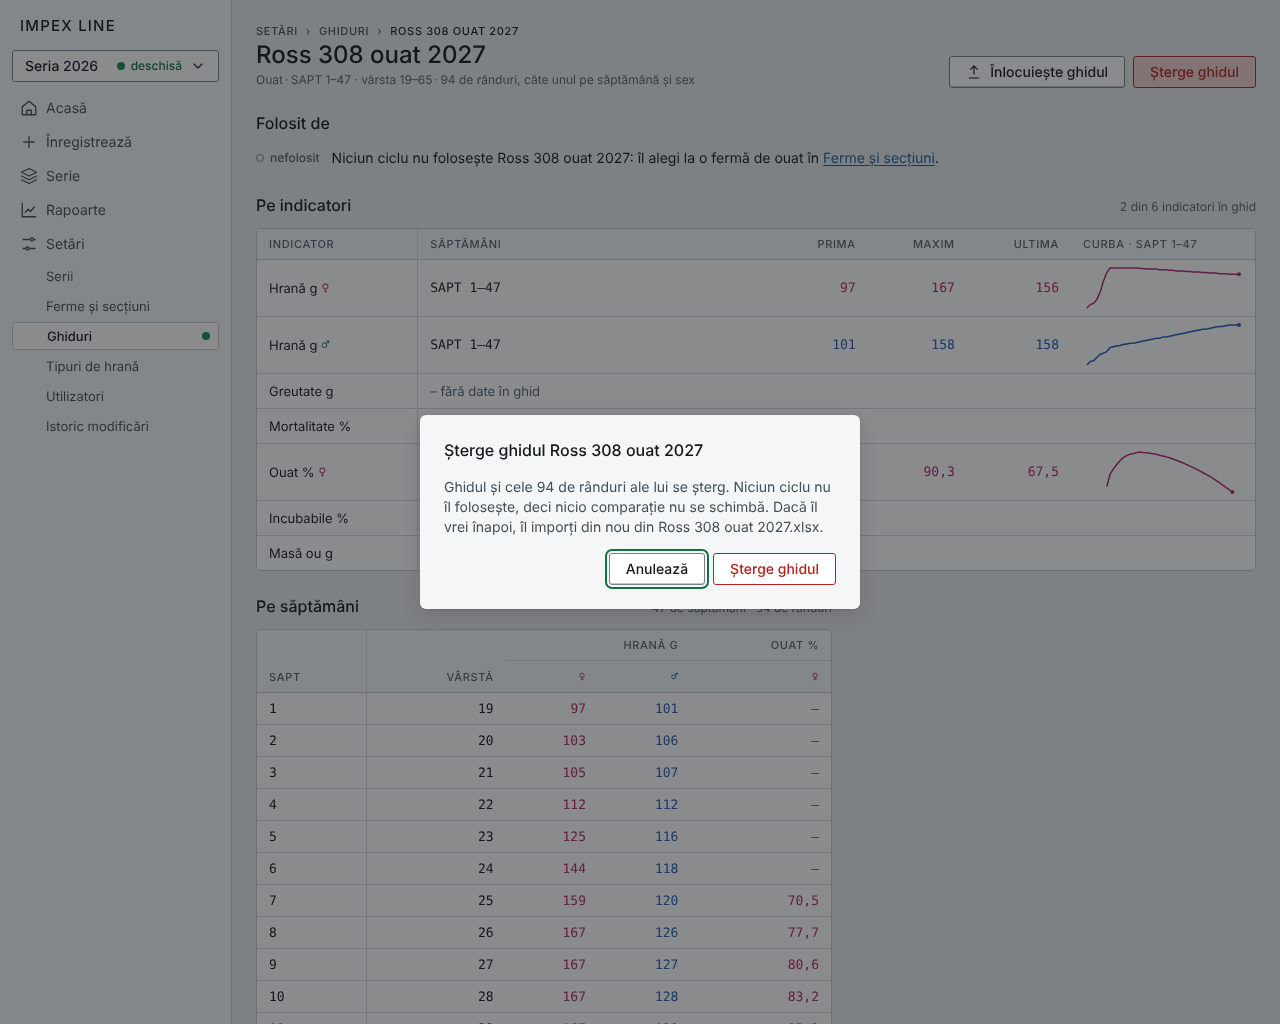 IMPEX LINE
Seria 2026 deschisă
Acasă
Înregistrează
Serie
Rapoarte
Setări
Serii
Ferme și secțiuni
Ghiduri
Tipuri de hrană
Utilizatori
Istoric modificări
SETĂRI › GHIDURI › ROSS 308 OUAT 2027
Ross 308 ouat 2027
Ouat · SAPT 1–47 · vârsta 19–65 · 94 de rânduri, câte unul pe săptămână și sex
Înlocuiește ghidul
Șterge ghidul
Folosit de
nefolosit Niciun ciclu nu folosește Ross 308 ouat 2027: îl alegi la o fermă de ouat în Ferme și secțiuni.
Pe indicatori
2 din 6 indicatori în ghid
INDICATOR SĂPTĂMÂNI PRIMA MAXIM ULTIMA CURBA · SAPT 1–47
Hrană g ♀ SAPT 1–47 97 167 156
Hrană g ♂ SAPT 1–47 101 158 158
Greutate g – fără date în ghid
Mortalitate %
Ouat % ♀ 90,3 67,5
Incubabile %
Masă ou g
Șterge ghidul Ross 308 ouat 2027
Ghidul și cele 94 de rânduri ale lui se șterg. Niciun ciclu nu
îl folosește, deci nicio comparație nu se schimbă. Dacă îl
vrei înapoi, îl imporți din nou din Ross 308 ouat 2027.xlsx.
Anulează
Șterge ghidul
Pe săptămâni
47 de săptămâni · 94 de rânduri
HRANĂ G OUAT %
SAPT VÂRSTĂ ♀ ♂ ♀
1 19 97 101 –
2 20 103 106 –
3 21 105 107 –
4 22 112 112 –
5 23 125 116 –
6 24 144 118 –
7 25 159 120 70,5
8 26 167 126 77,7
9 27 167 127 80,6
10 28 167 128 83,2